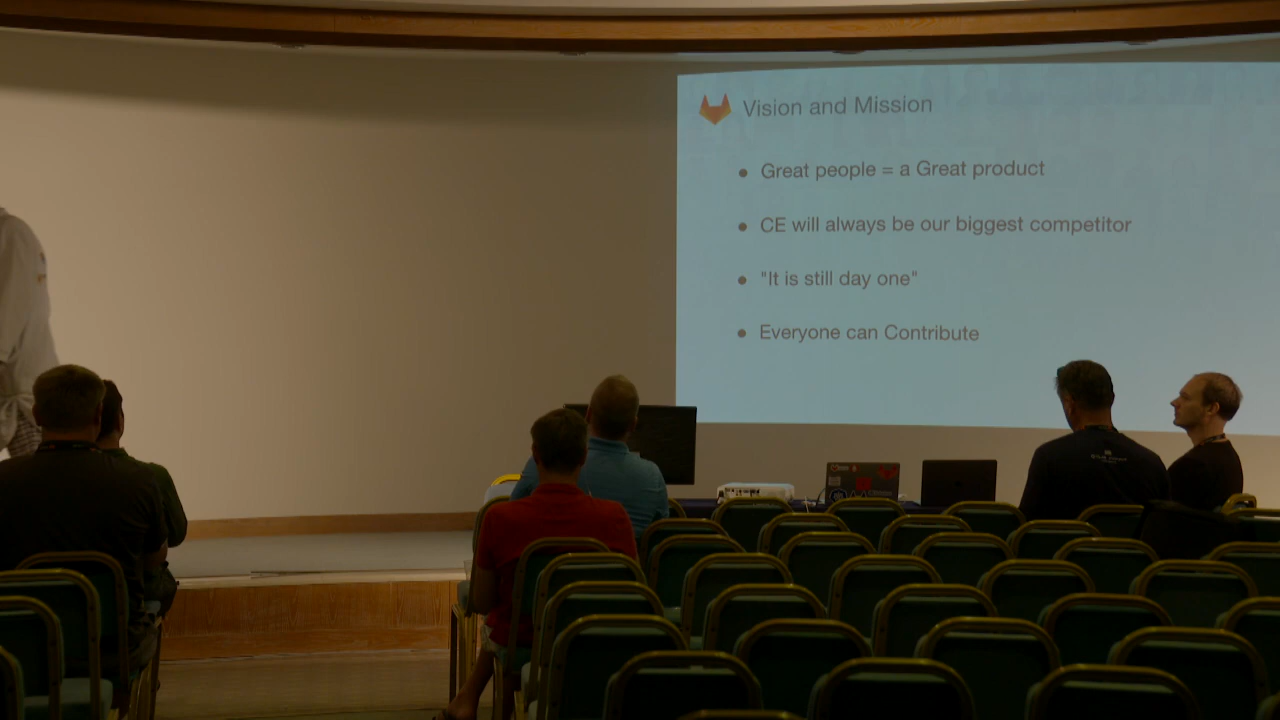 Vision and Mission
Great people = a Great product
CE will always be our biggest competitor
"It is still day one"
Everyone can Contribute